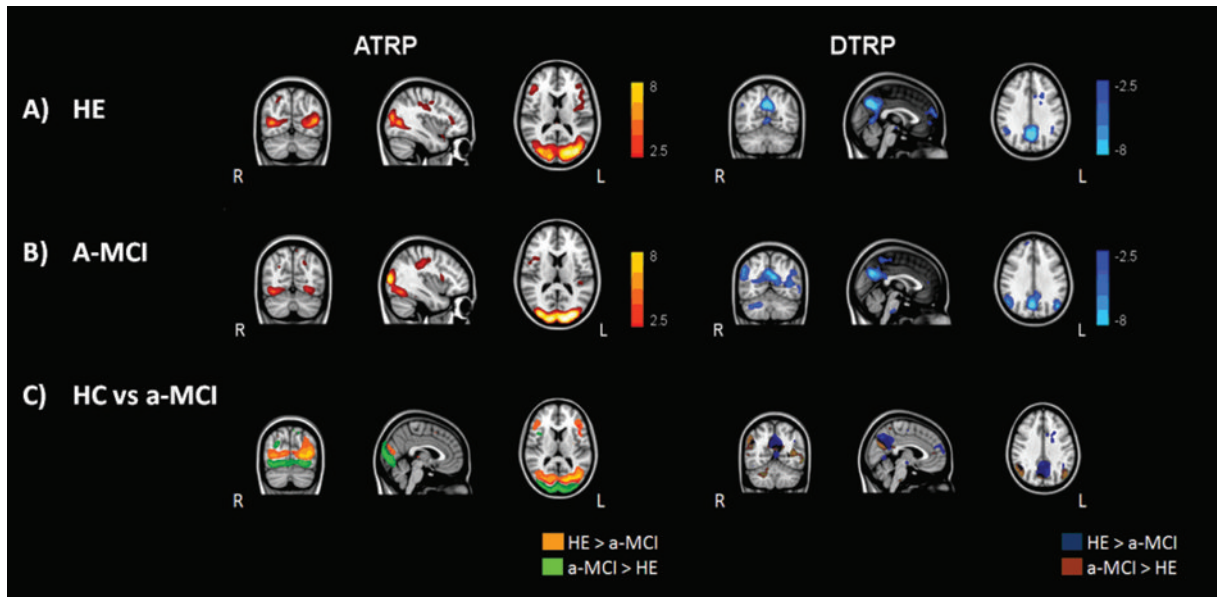 ATRP DTRP
A) HE
8 -2.5
2.5 -8
R L R L
B) A-MCI
8 -2.5
2.5 -8
R L R L
C) HC vs a-MCI
R L R L
HE > a-MCI HE > a-MCI
a-MCI > HE a-MCI > HE